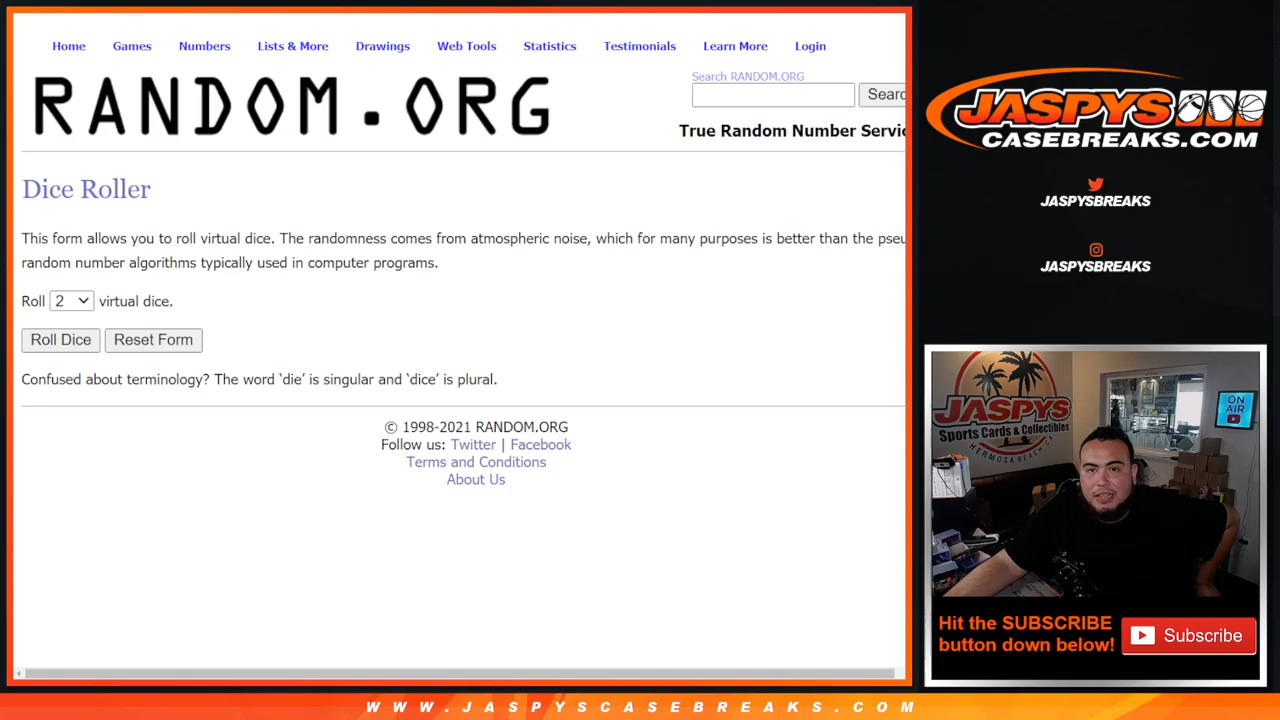 Home Games Numbers Lists & More Drawings Web Tools Statistics Testimonials Learn More Login
RANDOM.ORG
Search RANDOM.ORG
Searc
True Random Number Servic
Dice Roller
This form allows you to roll virtual dice. The randomness comes from atmospheric noise, which for many purposes is better than the pseu
random number algorithms typically used in computer programs.
Roll 2 virtual dice.
Roll Dice Reset Form
Confused about terminology? The word ‘die’ is singular and ‘dice’ is plural.
© 1998-2021 RANDOM.ORG
Follow us: Twitter | Facebook
Terms and Conditions
About Us
JASPYS
CASEBREAKS.COM
JASPYSBREAKS
JASPYSBREAKS
JASPYS
Sports Cards & Collectibles
HERMOSA BEACH CA
ON
AIR
Hit the SUBSCRIBE
button down below!
Subscribe
WWW.JASPYSCASEBREAKS.COM